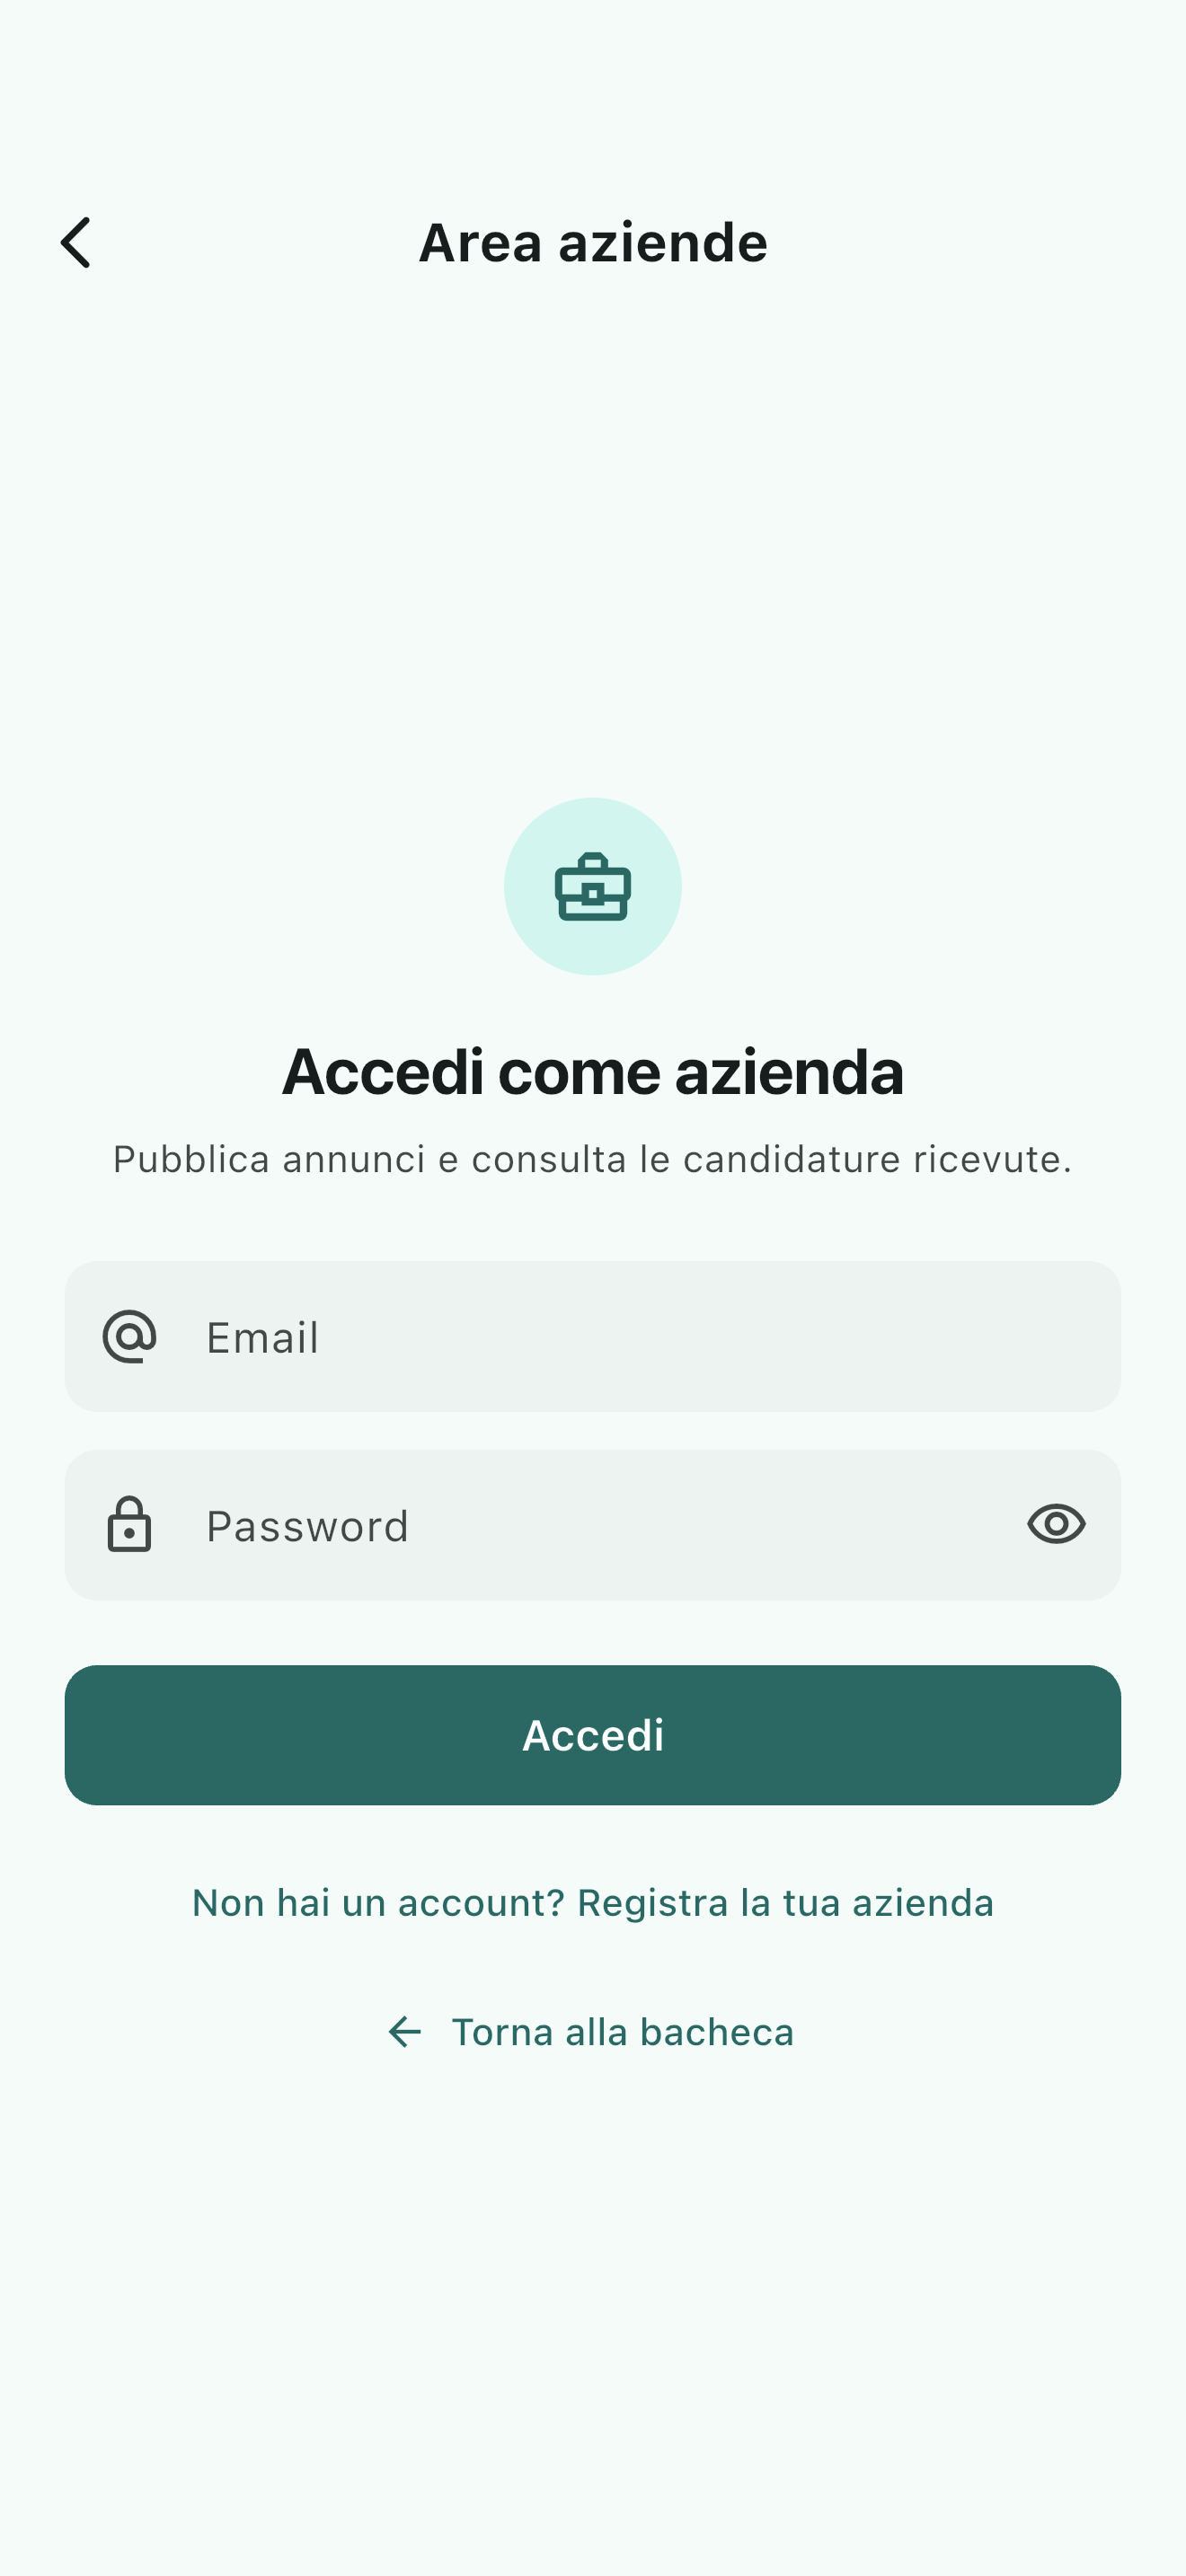 Area aziende
Accedi come azienda
Pubblica annunci e consulta le candidature ricevute.
Email
Password
Accedi
Non hai un account? Registra la tua azienda
Torna alla bacheca